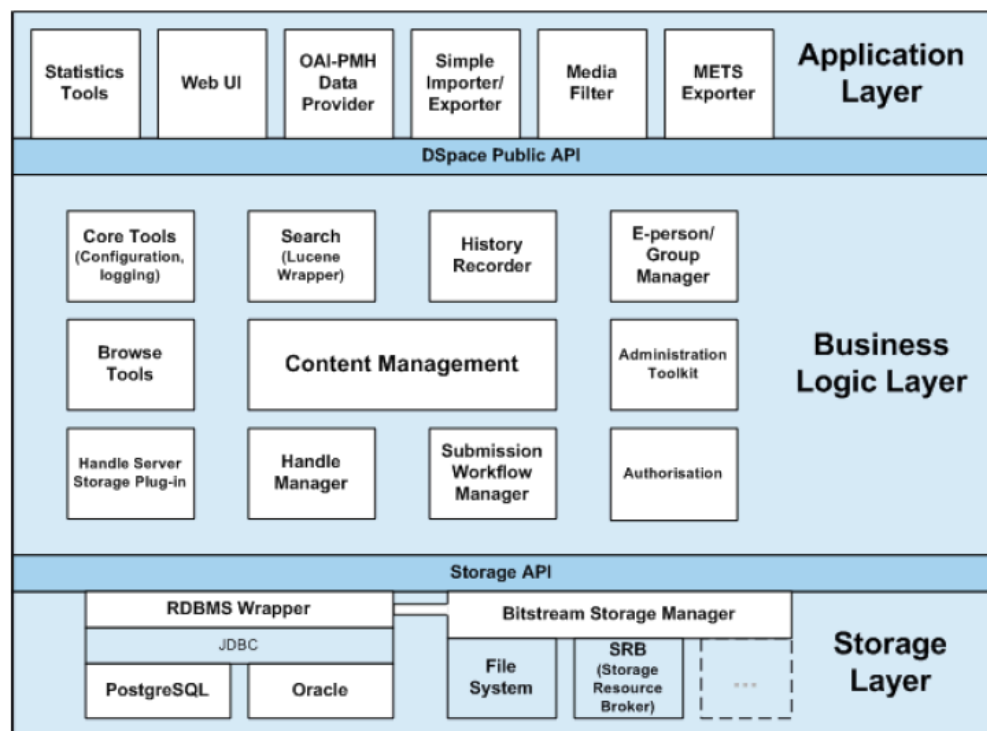 Statistics
Tools
Web UI
OAI-PMH
Data
Provider
Simple
Importer/
Exporter
Media
Filter
METS
Exporter
Application
Layer
DSpace Public API
Core Tools
(Configuration,
logging)
Search
(Lucene
Wrapper)
History
Recorder
E-person/
Group
Manager
Browse
Tools
Content Management
Administration
Toolkit
Business
Logic Layer
Handle Server
Storage Plug-in
Handle
Manager
Submission
Workflow
Manager
Authorisation
Storage API
RDBMS Wrapper
JDBC
PostgreSQL
Oracle
Bitstream Storage Manager
File
System
SRB
(Storage
Resource
Broker)
...
Storage
Layer